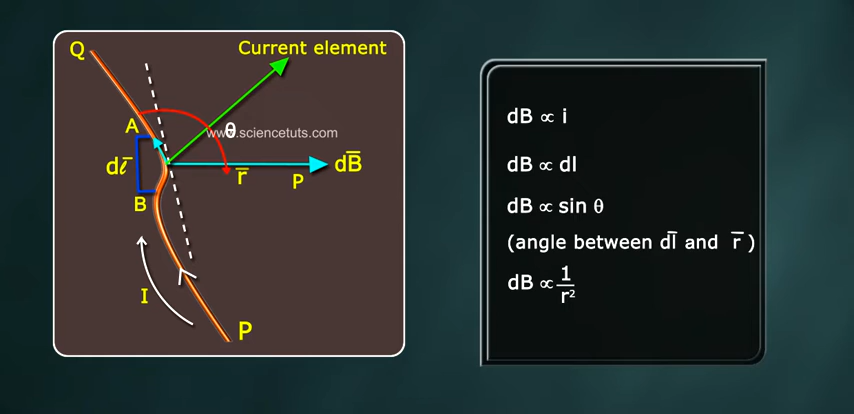 Q
Current element
A
θ
www.sciencetuts.com
dl̅
r̅
P
dB̅
B
I
P
dB ∝ i
dB ∝ dl
dB ∝ sin θ
(angle between dl̅ and r̅ )
dB ∝ 1/r²